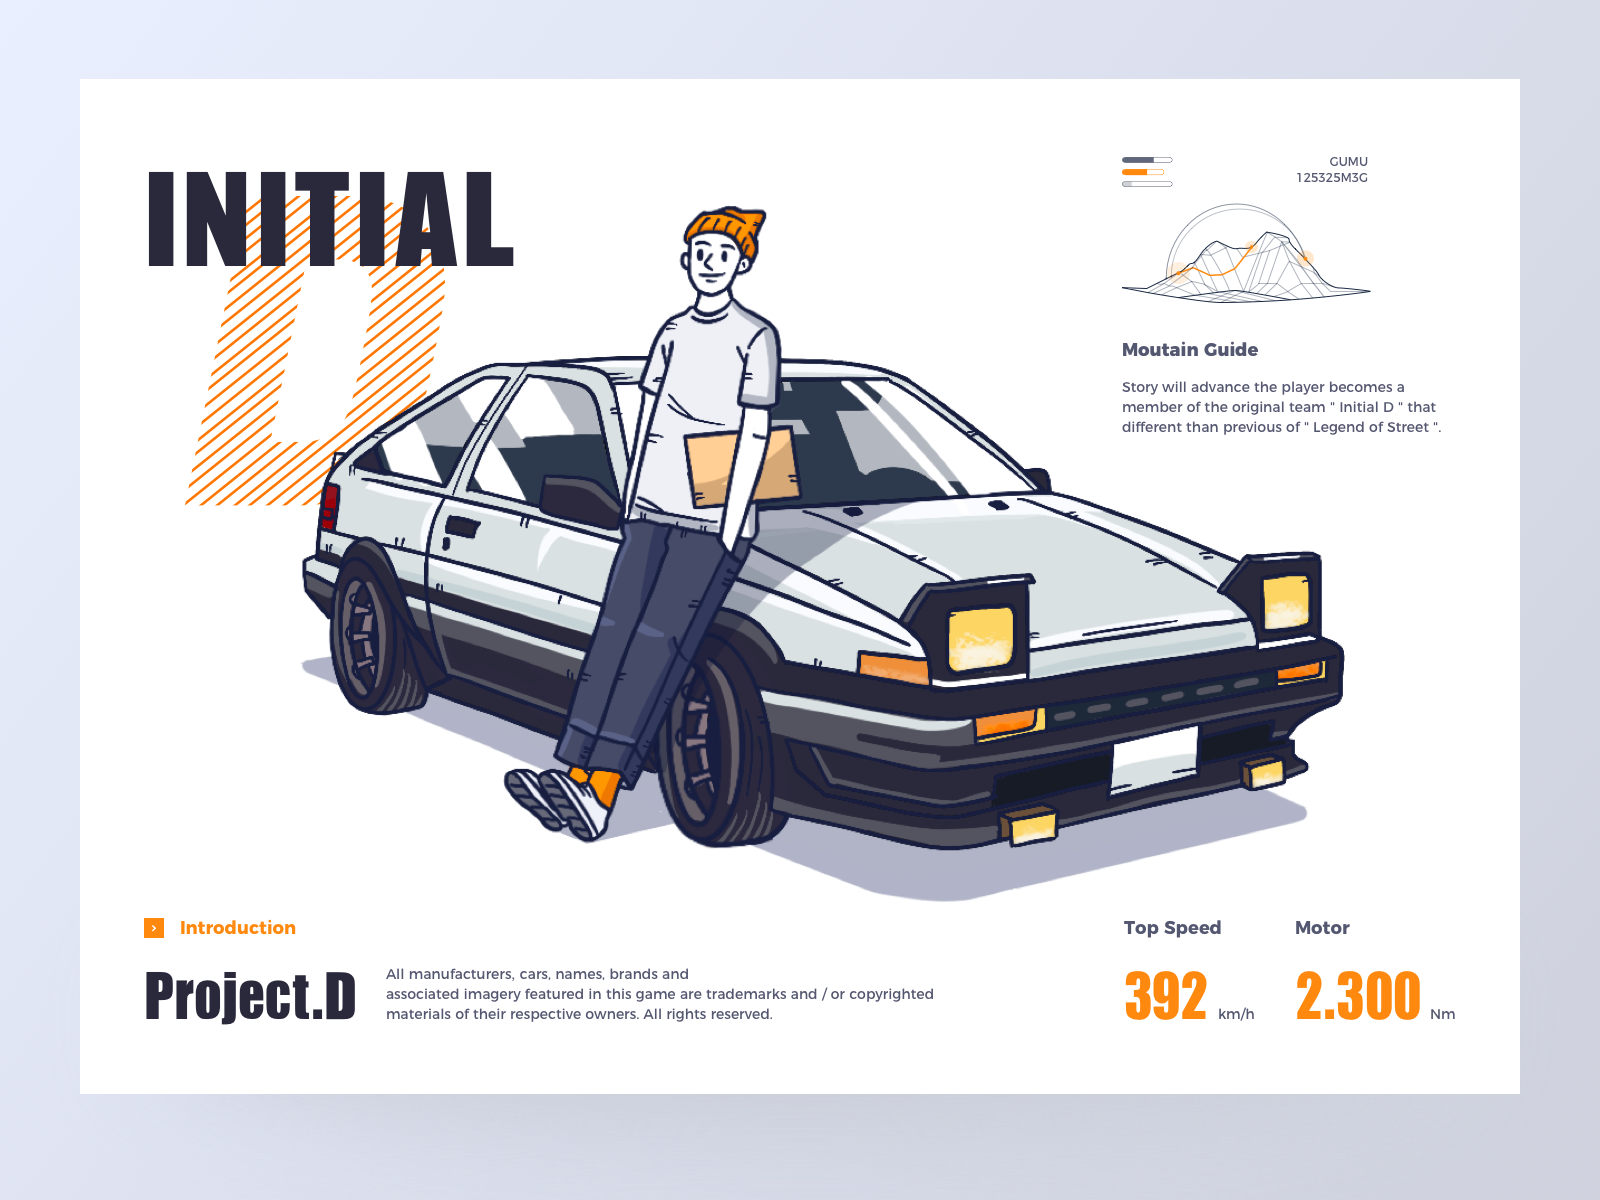 INITIAL
D
GUMU
125325M3G
Moutain Guide
Story will advance the player becomes a
member of the original team " Initial D " that
different than previous of " Legend of Street ".
Introduction
Project.D
All manufacturers, cars, names, brands and
associated imagery featured in this game are trademarks and / or copyrighted
materials of their respective owners. All rights reserved.
Top Speed
392 km/h
Motor
2.300 Nm